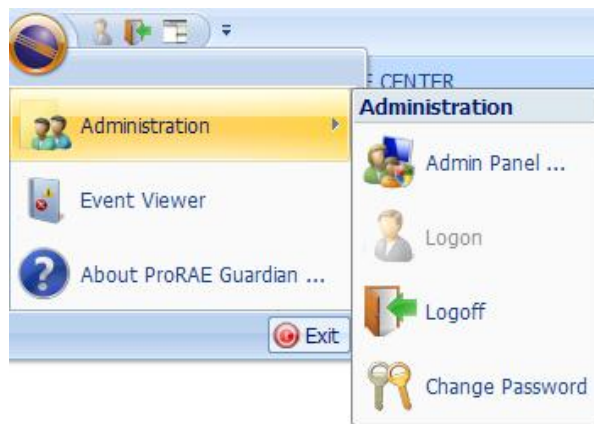 CENTER
Administration
Event Viewer
About ProRAE Guardian ...
Exit
Administration
Admin Panel ...
Logon
Logoff
Change Password